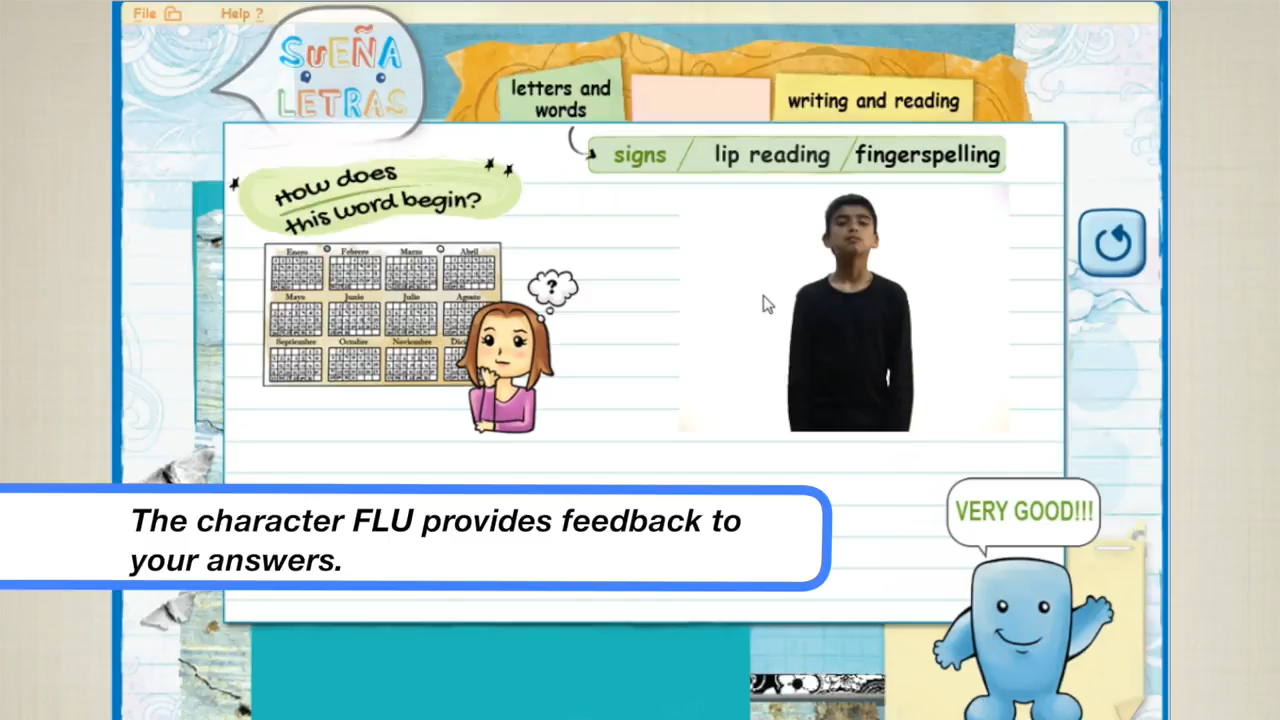 File
Help ?
SUEÑA
LETRAS
letters and
words
writing and reading
signs / lip reading / fingerspelling
How does
this word begin?
Enero Febrero Marzo Abril
Mayo Junio Julio Agosto
Septiembre Octubre Noviembre
?
The character FLU provides feedback to
your answers.
VERY GOOD!!!